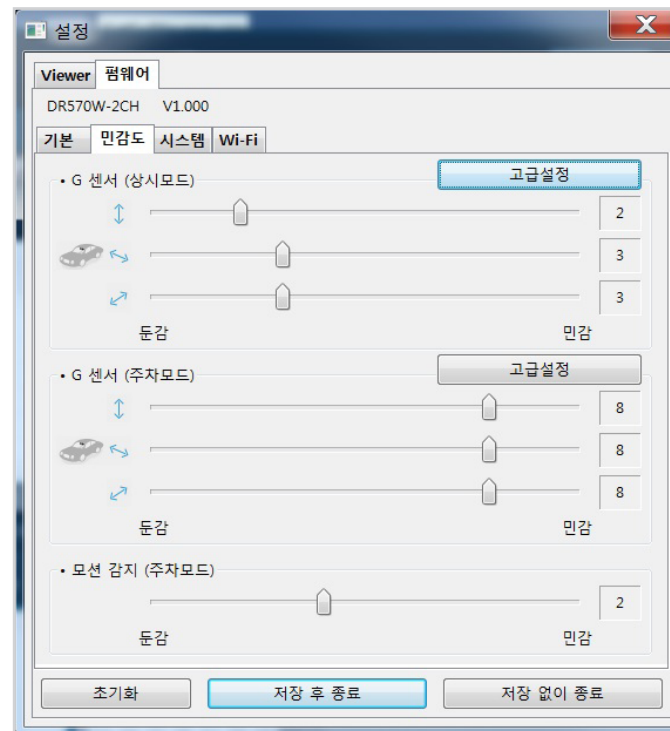 설정
Viewer 펌웨어
DR570W-2CH V1.000
기본 민감도 시스템 Wi-Fi
• G 센서 (상시모드) 고급설정
2
3
3
둔감 민감
• G 센서 (주차모드) 고급설정
8
8
8
둔감 민감
• 모션 감지 (주차모드)
2
둔감 민감
초기화 저장 후 종료 저장 없이 종료